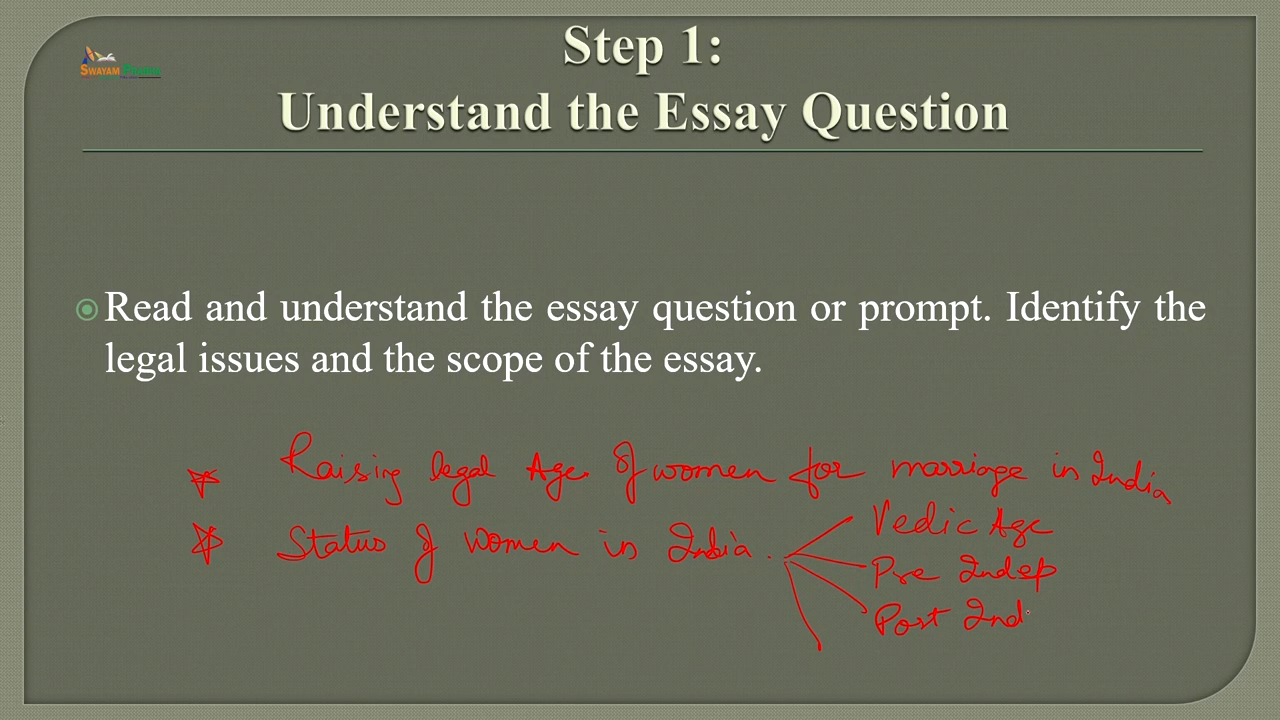 SWAYAM PRABHA
Step 1:
Understand the Essay Question
Read and understand the essay question or prompt. Identify the
legal issues and the scope of the essay.
Raising legal Age of women for marriage in India
Status of women in India.
Vedic Age
Pre Indep
Post Ind